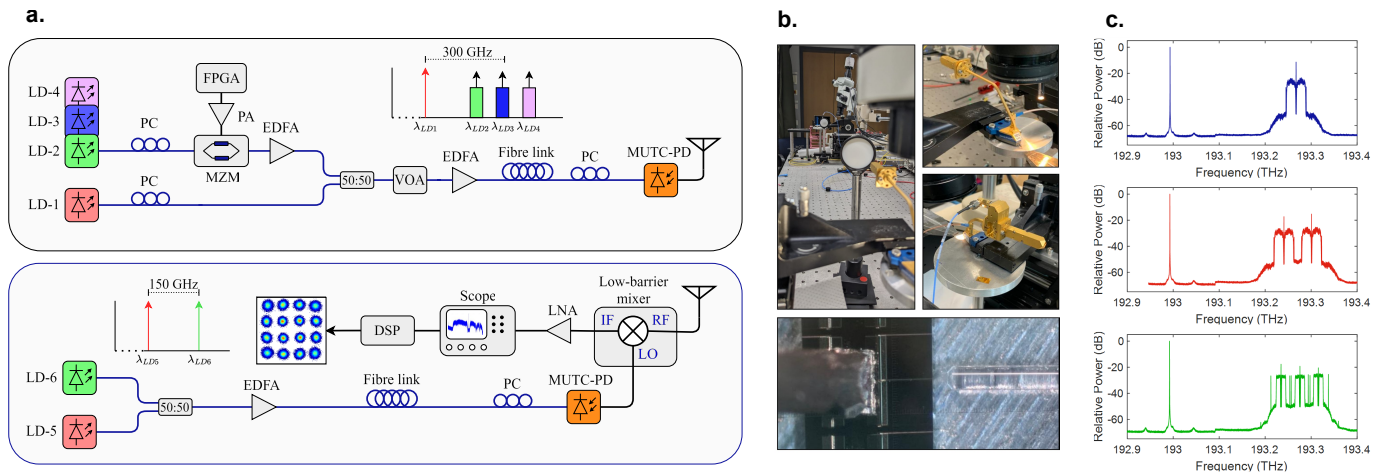 a.
LD-4
LD-3
LD-2
LD-1
PC
PC
FPGA
PA
MZM
EDFA
300 GHz
λLD1
λLD2
λLD3
λLD4
50:50
VOA
EDFA
Fibre link
PC
MUTC-PD
150 GHz
λLD5
λLD6
DSP
Scope
LNA
Low-barrier
mixer
IF
RF
LO
LD-6
LD-5
50:50
EDFA
Fibre link
PC
MUTC-PD
b.
c.
Relative Power (dB)
0
-20
-40
-60
192.9
193
193.1
193.2
193.3
193.4
Frequency (THz)
Relative Power (dB)
0
-20
-40
-60
192.9
193
193.1
193.2
193.3
193.4
Frequency (THz)
Relative Power (dB)
0
-20
-40
-60
192.9
193
193.1
193.2
193.3
193.4
Frequency (THz)